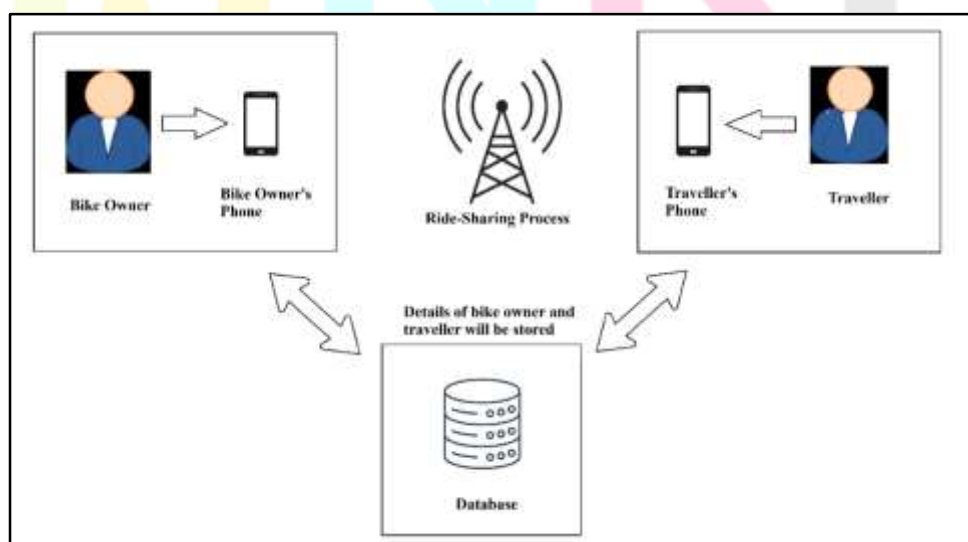 Bike Owner
Bike Owner's
Phone
Ride-Sharing Process
Traveller's
Phone
Traveller
Details of bike owner and
traveller will be stored
Database